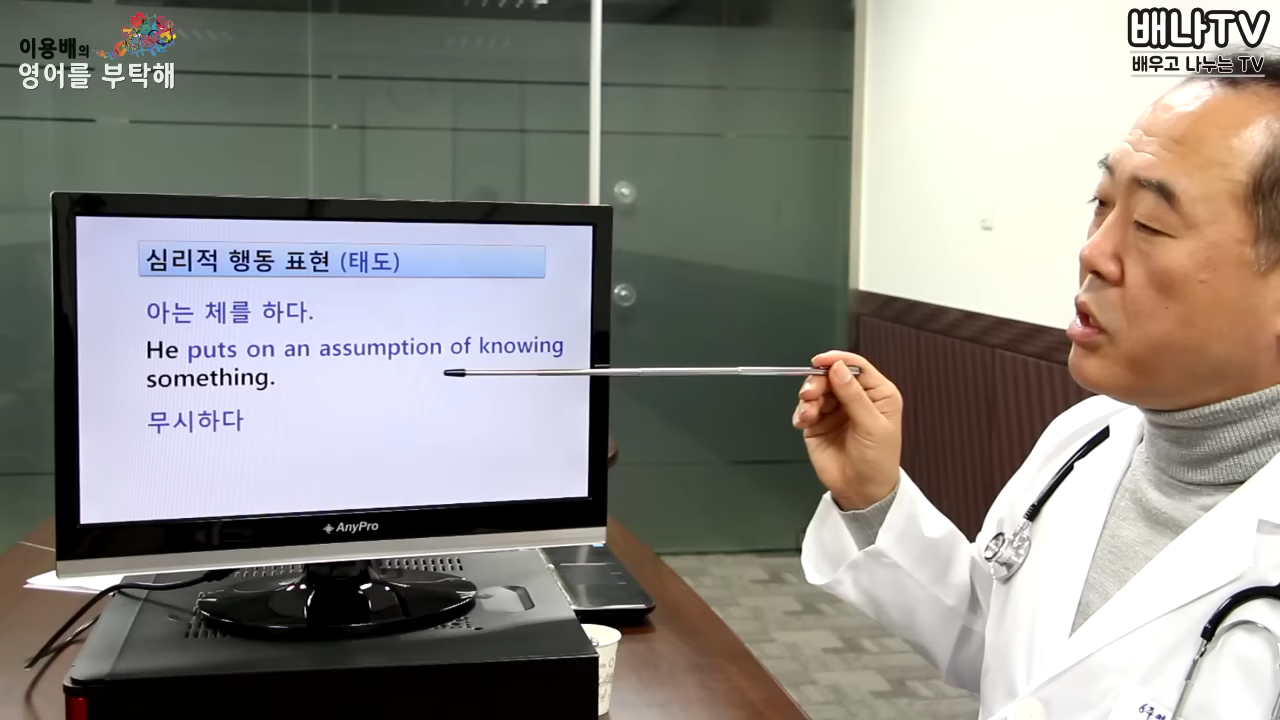 이용배의
영어를 부탁해
배나TV
배우고 나누는 TV
심리적 행동 표현 (태도)
아는 체를 하다.
He puts on an assumption of knowing
something.
무시하다
AnyPro